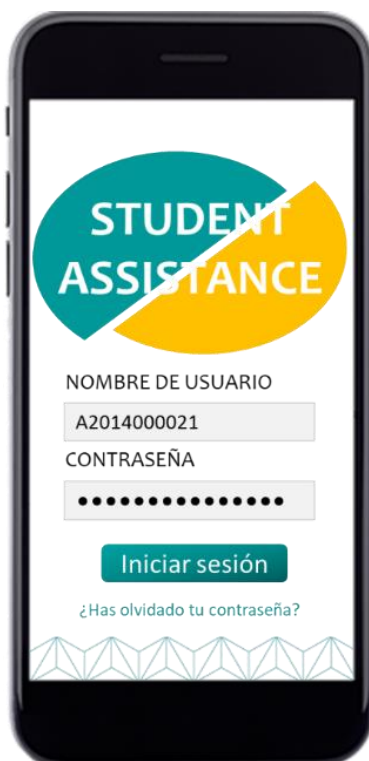 STUDENT
ASSISTANCE
NOMBRE DE USUARIO
A2014000021
CONTRASEÑA
●●●●●●●●●●●●●●●
Iniciar sesión
¿Has olvidado tu contraseña?